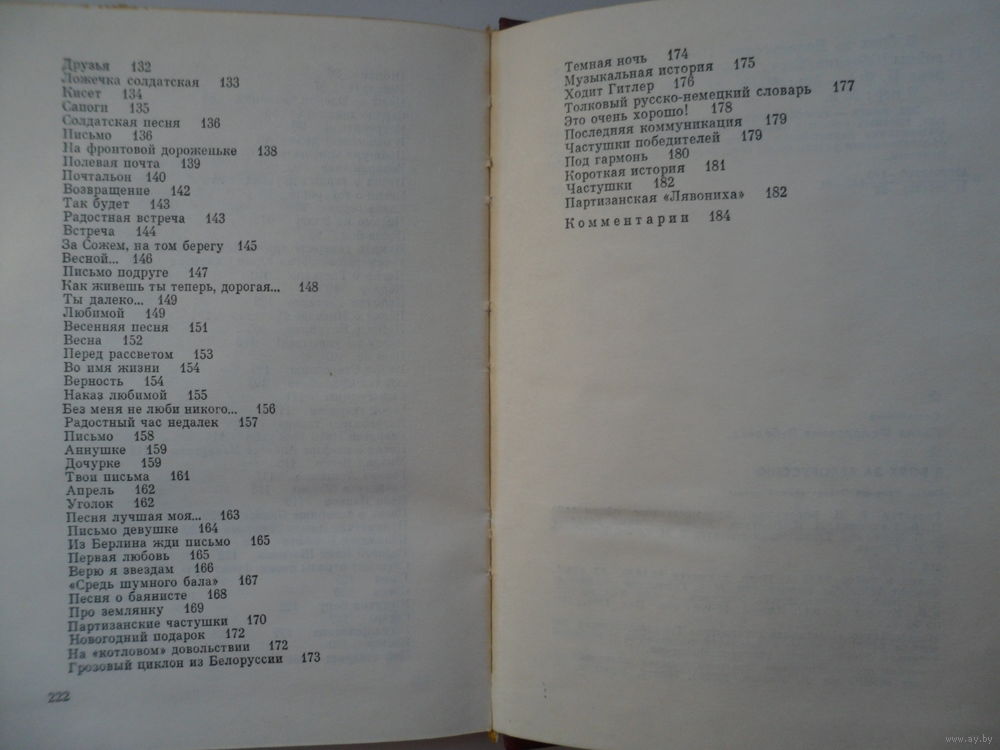 Друзья 132
Ложечка солдатская 133
Кисет 134
Сапоги 135
Солдатская песня 136
Письмо 136
На фронтовой дороженьке 138
Полевая почта 139
Почтальон 140
Возвращение 142
Так будет 143
Радостная встреча 143
Встреча 144
За Сожем, на том берегу 145
Весной... 146
Письмо подруге 147
Как живешь ты теперь, дорогая... 148
Ты далеко... 149
Любимой 149
Весенняя песня 151
Весна 152
Перед рассветом 153
Во имя жизни 154
Верность 154
Наказ любимой 155
Без меня не люби никого... 156
Радостный час недалек 157
Письмо 158
Аннушке 159
Дочурке 159
Твои письма 161
Апрель 162
Уголок 162
Песня лучшая моя... 163
Письмо девушке 164
Из Берлина жди письмо 165
Первая любовь 165
Верю я звездам 166
«Средь шумного бала» 167
Песня о баянисте 168
Про землянку 169
Партизанские частушки 170
Новогодний подарок 172
На «котловом» довольствии 172
Грозовый циклон из Белоруссии 173
222
Темная ночь 174
Музыкальная история 175
Ходит Гитлер 176
Толковый русско-немецкий словарь 177
Это очень хорошо! 178
Последняя коммуникация 179
Частушки победителей 179
Под гармонь 180
Короткая история 181
Частушки 182
Партизанская «Лявониха» 182
Комментарии 184
www.ay.by